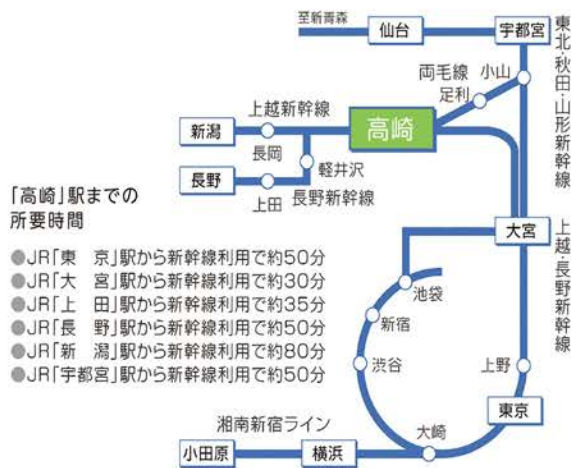 至新青森
仙台
宇都宮
東北・秋田・山形新幹線
両毛線
小山
足利
上越新幹線
高崎
新潟
長岡
軽井沢
長野
上田
長野新幹線
「高崎」駅までの
所要時間
●JR「東　京」駅から新幹線利用で約50分
●JR「大　宮」駅から新幹線利用で約30分
●JR「上　田」駅から新幹線利用で約35分
●JR「長　野」駅から新幹線利用で約50分
●JR「新　潟」駅から新幹線利用で約80分
●JR「宇都宮」駅から新幹線利用で約50分
大宮
上越・長野新幹線
池袋
新宿
渋谷
上野
東京
大崎
湘南新宿ライン
小田原
横浜